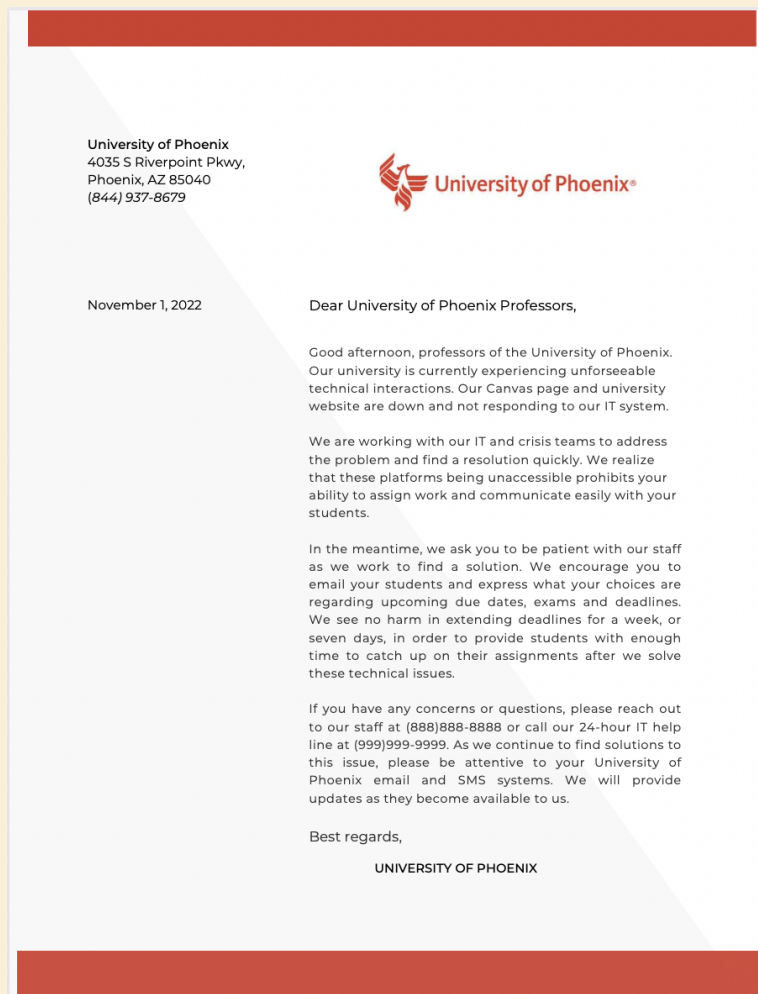 University of Phoenix
4035 S Riverpoint Pkwy,
Phoenix, AZ 85040
(844) 937-8679
University of Phoenix®
November 1, 2022
Dear University of Phoenix Professors,
Good afternoon, professors of the University of Phoenix.
Our university is currently experiencing unforseeable
technical interactions. Our Canvas page and university
website are down and not responding to our IT system.
We are working with our IT and crisis teams to address
the problem and find a resolution quickly. We realize
that these platforms being unaccessible prohibits your
ability to assign work and communicate easily with your
students.
In the meantime, we ask you to be patient with our staff
as we work to find a solution. We encourage you to
email your students and express what your choices are
regarding upcoming due dates, exams and deadlines.
We see no harm in extending deadlines for a week, or
seven days, in order to provide students with enough
time to catch up on their assignments after we solve
these technical issues.
If you have any concerns or questions, please reach out
to our staff at (888)888-8888 or call our 24-hour IT help
line at (999)999-9999. As we continue to find solutions to
this issue, please be attentive to your University of
Phoenix email and SMS systems. We will provide
updates as they become available to us.
Best regards,
UNIVERSITY OF PHOENIX